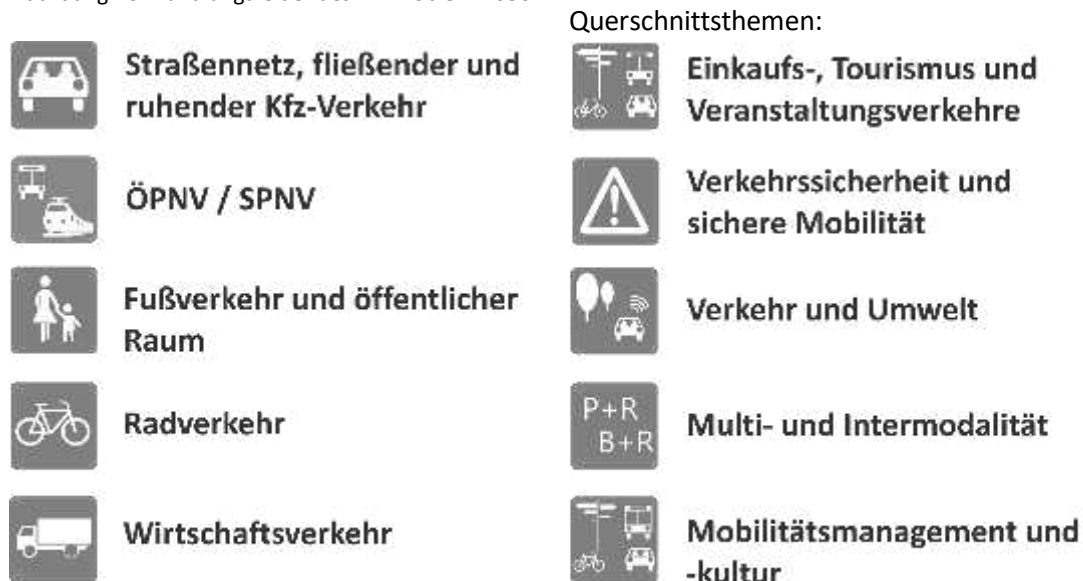 Querschnittsthemen:
Straßennetz, fließender und
ruhender Kfz-Verkehr
ÖPNV / SPNV
Fußverkehr und öffentlicher
Raum
Radverkehr
Wirtschaftsverkehr
Einkaufs-, Tourismus und
Veranstaltungsverkehre
Verkehrssicherheit und
sichere Mobilität
Verkehr und Umwelt
P+R
B+R
Multi- und Intermodalität
Mobilitätsmanagement und
-kultur